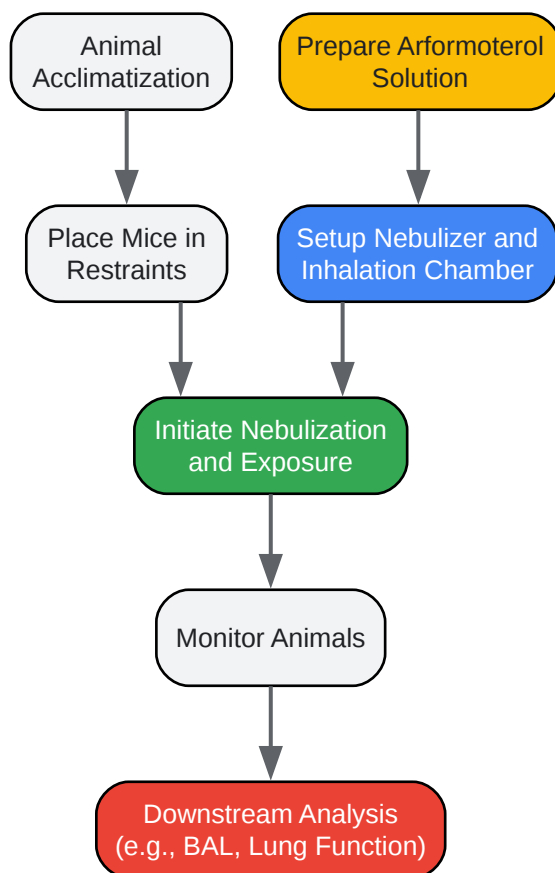 Animal
Acclimatization
Prepare Arformoterol
Solution
Place Mice in
Restraints
Setup Nebulizer and
Inhalation Chamber
Initiate Nebulization
and Exposure
Monitor Animals
Downstream Analysis
(e.g., BAL, Lung Function)